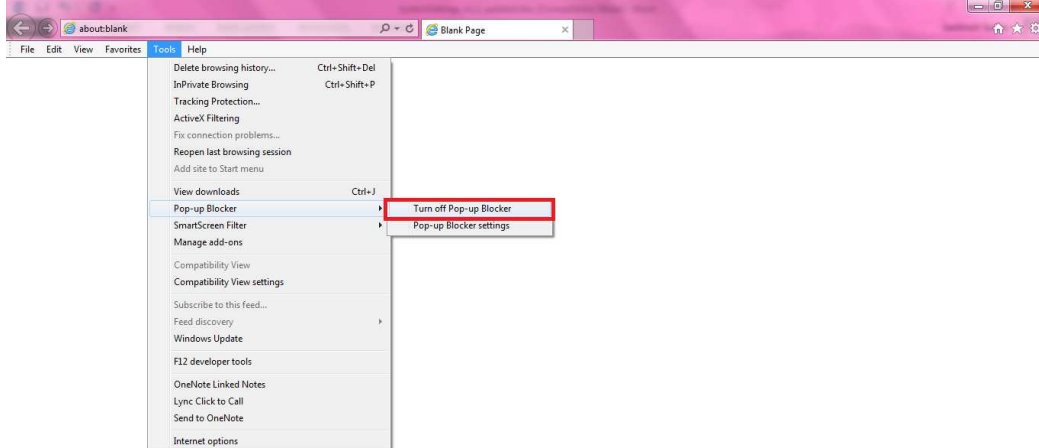 about:blank
Blank Page
File Edit View Favorites Tools Help
Delete browsing history... Ctrl+Shift+Del
InPrivate Browsing Ctrl+Shift+P
Tracking Protection...
ActiveX Filtering
Fix connection problems...
Reopen last browsing session
Add site to Start menu
View downloads Ctrl+J
Pop-up Blocker
Turn off Pop-up Blocker
SmartScreen Filter
Pop-up Blocker settings
Manage add-ons
Compatibility View
Compatibility View settings
Subscribe to this feed...
Feed discovery
Windows Update
F12 developer tools
OneNote Linked Notes
Lync Click to Call
Send to OneNote
Internet options